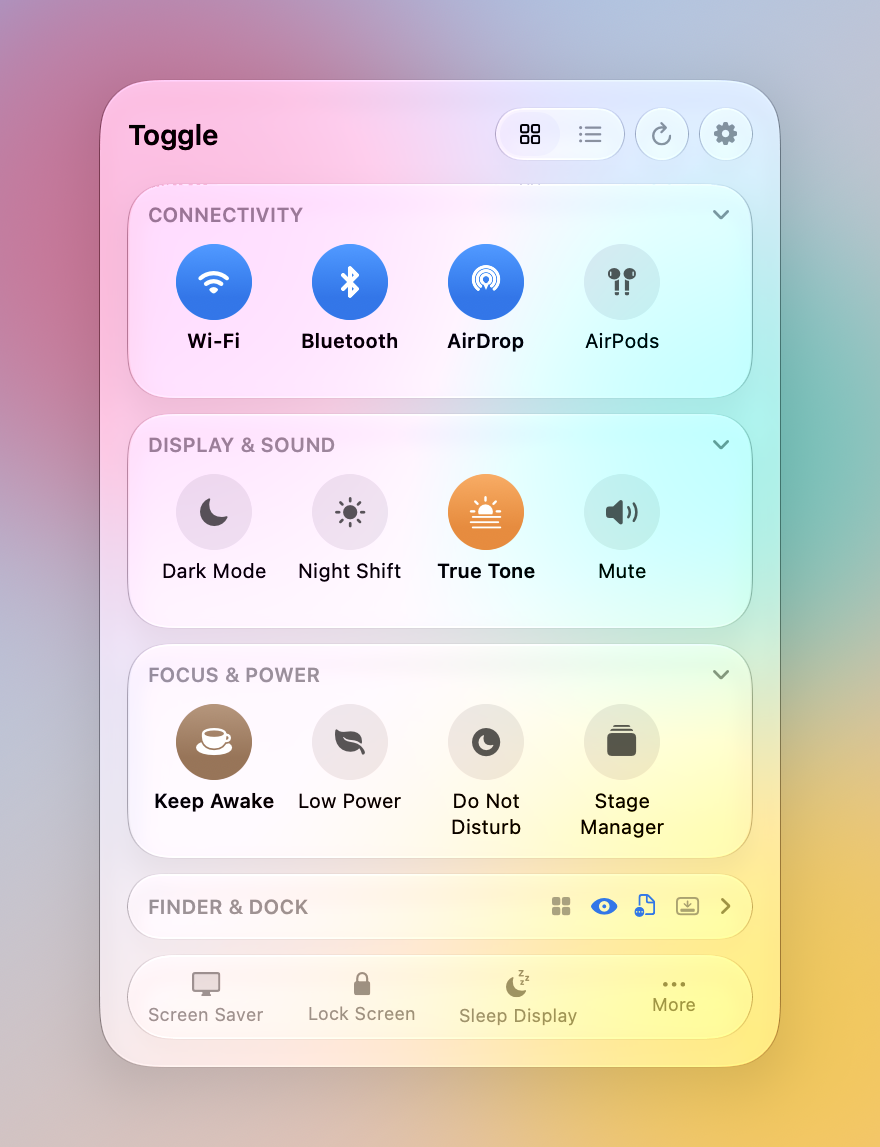 Toggle
CONNECTIVITY
Wi-Fi
Bluetooth
AirDrop
AirPods
DISPLAY & SOUND
Dark Mode
Night Shift
True Tone
Mute
FOCUS & POWER
Keep Awake
Low Power
Do Not
Disturb
Stage
Manager
FINDER & DOCK
Screen Saver
Lock Screen
Sleep Display
More